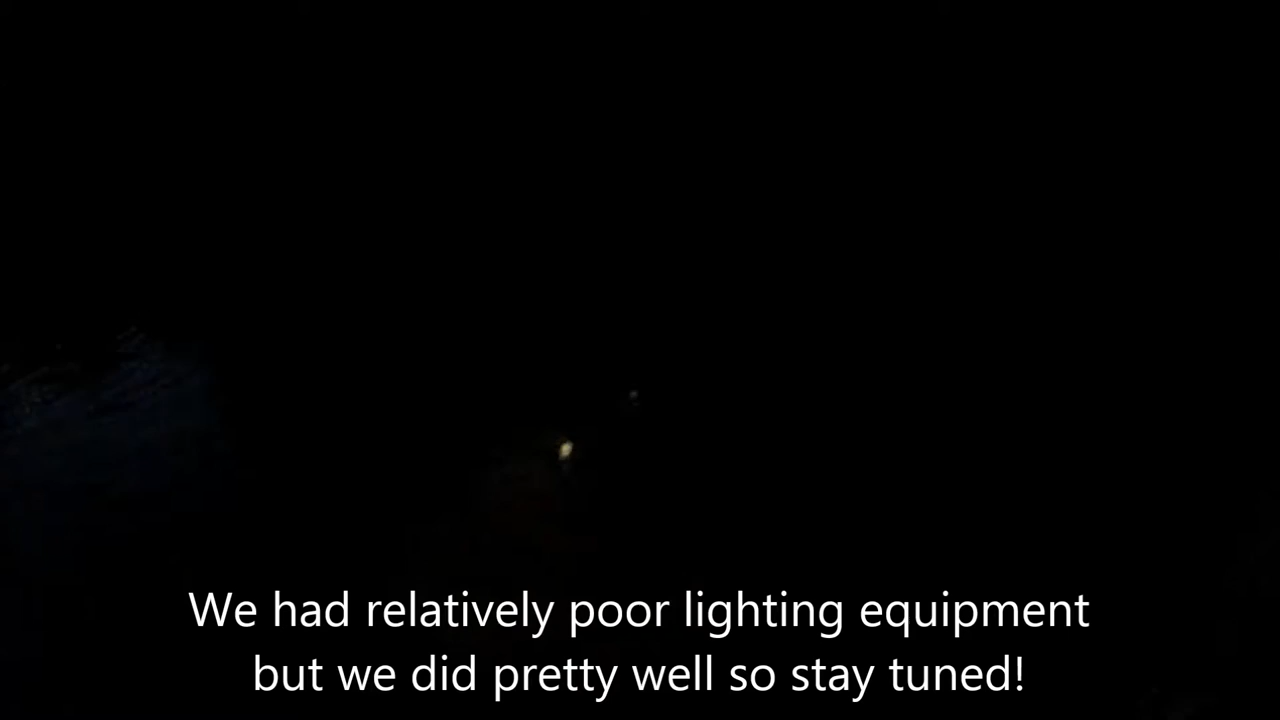 We had relatively poor lighting equipment
but we did pretty well so stay tuned!